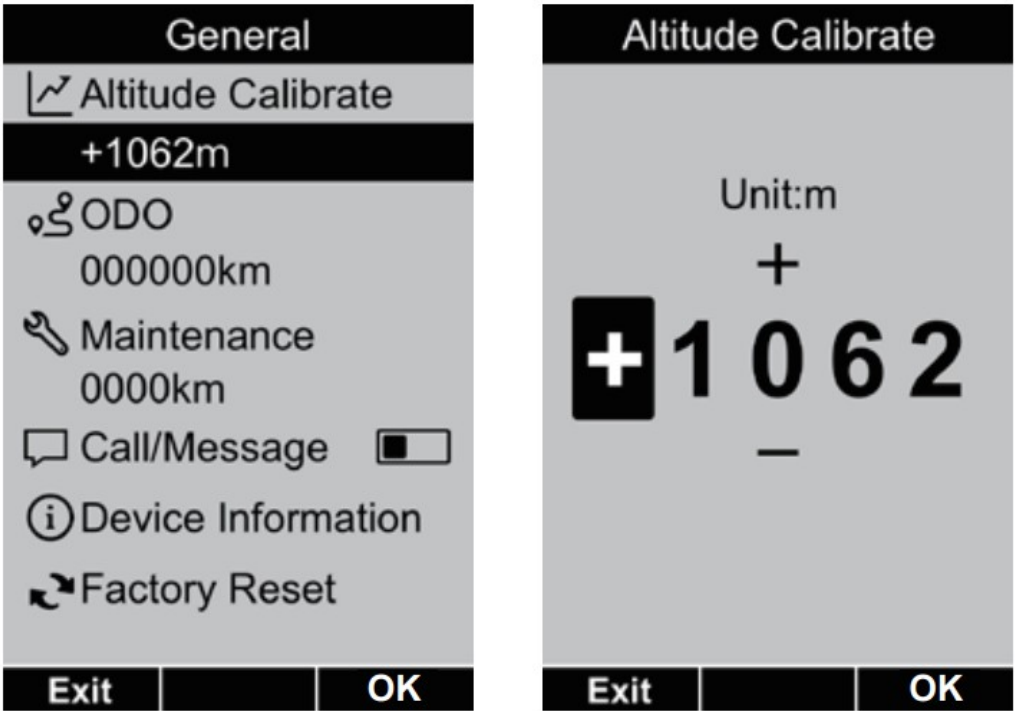 General
Altitude Calibrate
+1062m
ODO
000000km
Maintenance
0000km
Call/Message
Device Information
Factory Reset
Exit OK
Altitude Calibrate
Unit:m
+
+1062
−
Exit OK